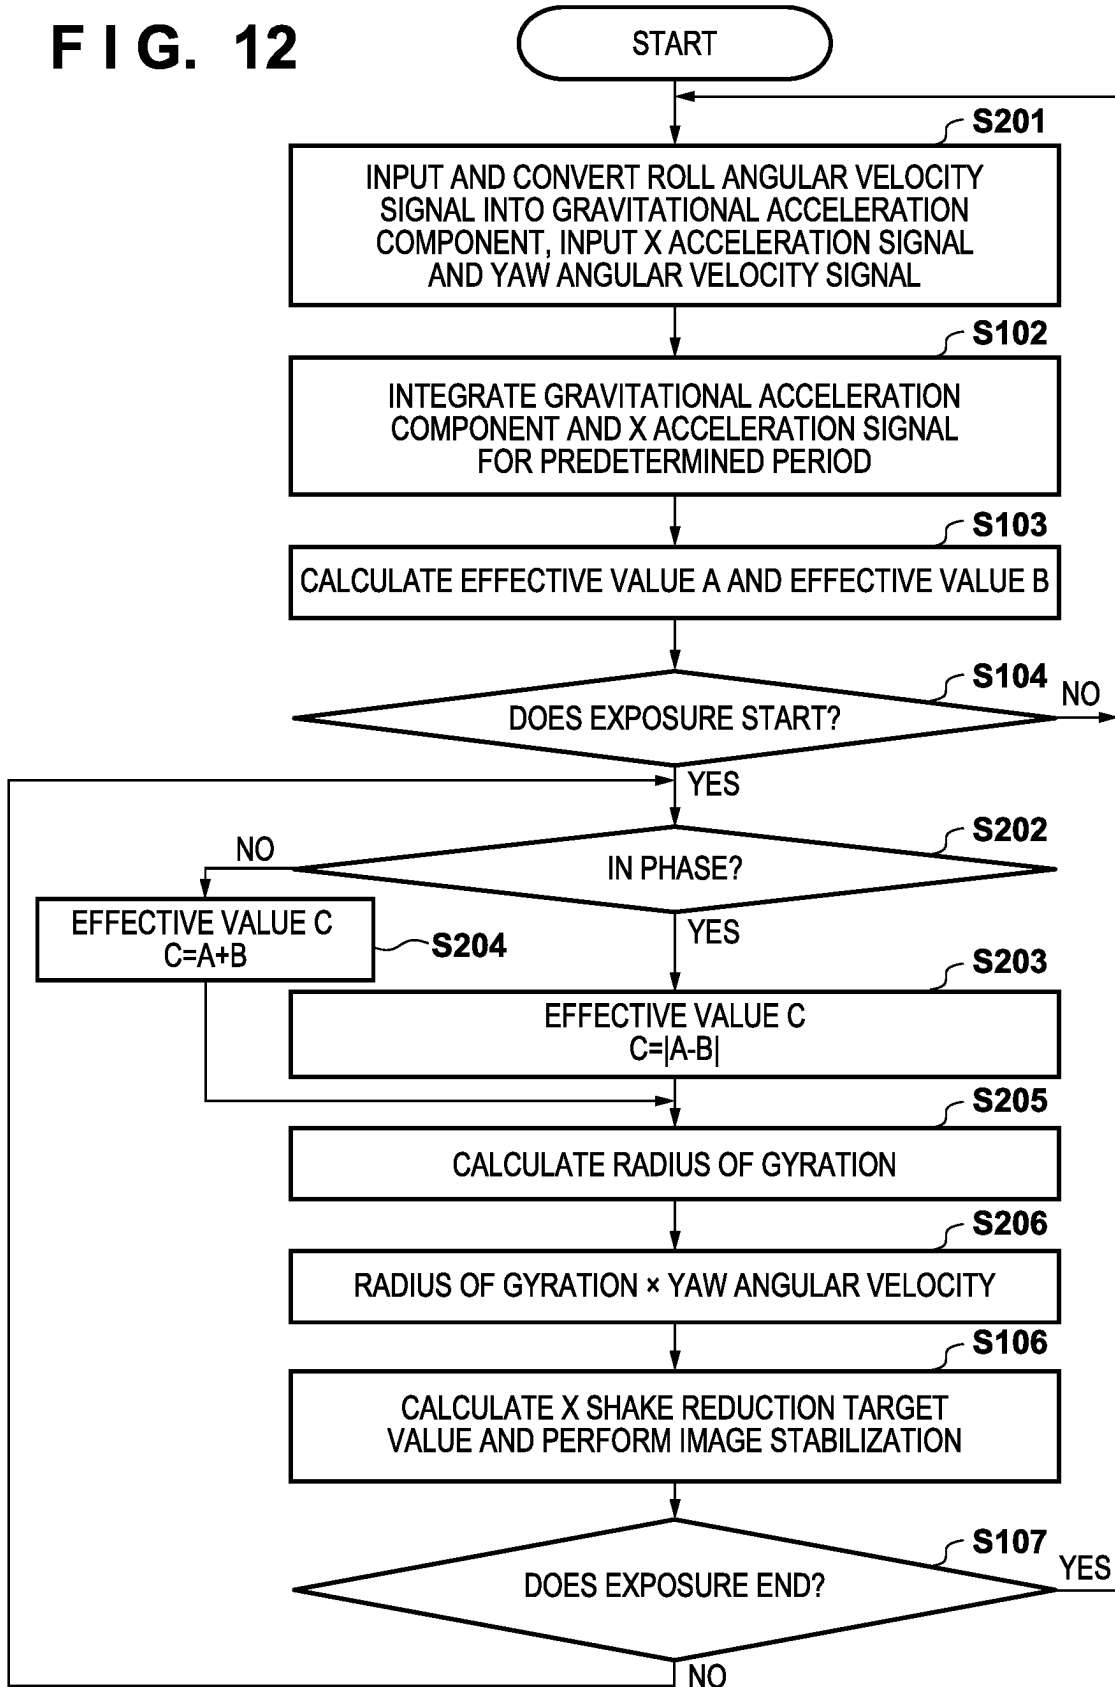 FIG. 12
START
S201
INPUT AND CONVERT ROLL ANGULAR VELOCITY
SIGNAL INTO GRAVITATIONAL ACCELERATION
COMPONENT, INPUT X ACCELERATION SIGNAL
AND YAW ANGULAR VELOCITY SIGNAL
S102
INTEGRATE GRAVITATIONAL ACCELERATION
COMPONENT AND X ACCELERATION SIGNAL
FOR PREDETERMINED PERIOD
S103
CALCULATE EFFECTIVE VALUE A AND EFFECTIVE VALUE B
S104
DOES EXPOSURE START?
NO
YES
S202
IN PHASE?
NO
YES
EFFECTIVE VALUE C
C=A+B
S204
S203
EFFECTIVE VALUE C
C=|A-B|
S205
CALCULATE RADIUS OF GYRATION
S206
RADIUS OF GYRATION × YAW ANGULAR VELOCITY
S106
CALCULATE X SHAKE REDUCTION TARGET
VALUE AND PERFORM IMAGE STABILIZATION
S107
DOES EXPOSURE END?
YES
NO